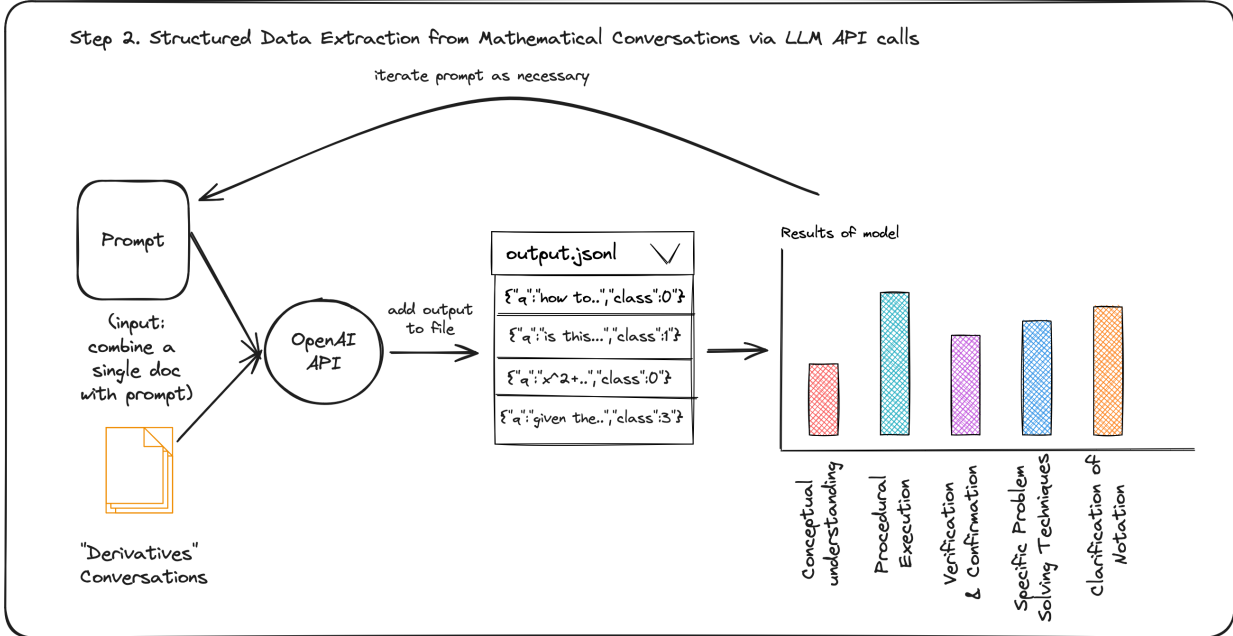 Step 2. Structured Data Extraction from Mathematical Conversations via LLM API calls
iterate prompt as necessary
Prompt
(input:
combine a
single doc
with prompt)
"Derivatives"
Conversations
OpenAI
API
add output
to file
output.jsonl
{"q":"how to..","class":0"}
{"q":"is this...","class":1"}
{"q":"x^2+..","class":0"}
{"q":"given the..","class":3"}
Results of model
Conceptual
understanding
Procedural
Execution
Verification
& Confirmation
Specific Problem
Solving Techniques
Clarification of
Notation